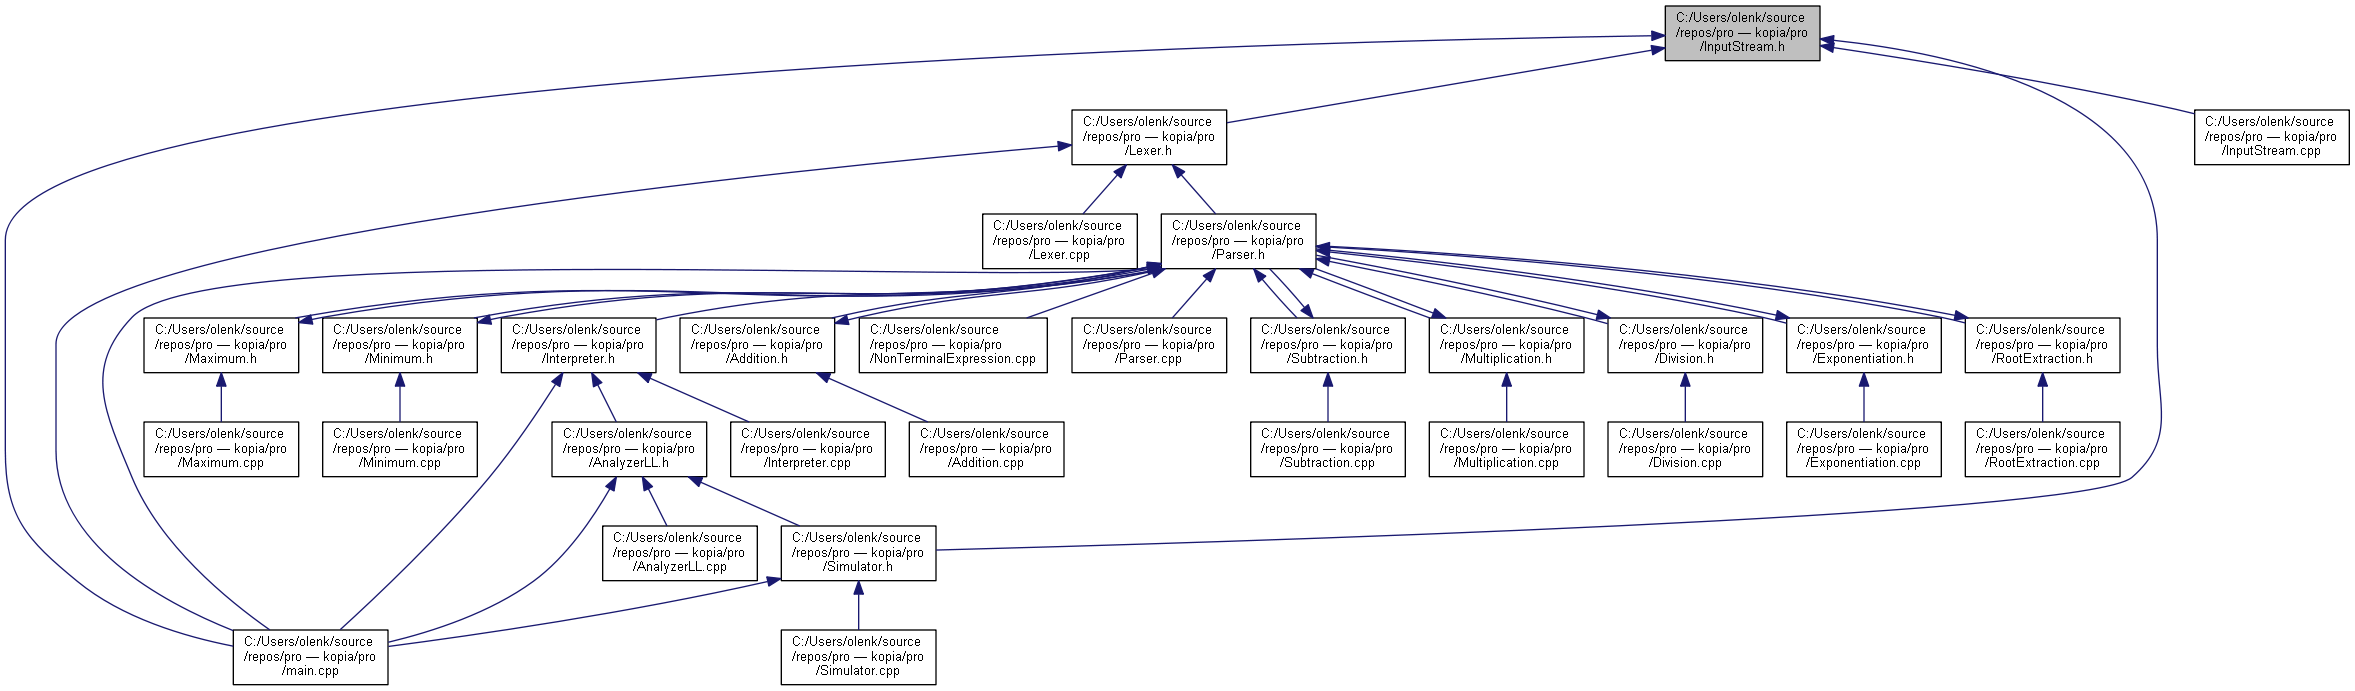 C:/Users/olenk/source
/repos/pro — kopia/pro
/InputStream.h
C:/Users/olenk/source
/repos/pro — kopia/pro
/Lexer.h
C:/Users/olenk/source
/repos/pro — kopia/pro
/InputStream.cpp
C:/Users/olenk/source
/repos/pro — kopia/pro
/Lexer.cpp
C:/Users/olenk/source
/repos/pro — kopia/pro
/Parser.h
C:/Users/olenk/source
/repos/pro — kopia/pro
/Maximum.h
C:/Users/olenk/source
/repos/pro — kopia/pro
/Minimum.h
C:/Users/olenk/source
/repos/pro — kopia/pro
/Interpreter.h
C:/Users/olenk/source
/repos/pro — kopia/pro
/Addition.h
C:/Users/olenk/source
/repos/pro — kopia/pro
/NonTerminalExpression.cpp
C:/Users/olenk/source
/repos/pro — kopia/pro
/Parser.cpp
C:/Users/olenk/source
/repos/pro — kopia/pro
/Subtraction.h
C:/Users/olenk/source
/repos/pro — kopia/pro
/Multiplication.h
C:/Users/olenk/source
/repos/pro — kopia/pro
/Division.h
C:/Users/olenk/source
/repos/pro — kopia/pro
/Exponentiation.h
C:/Users/olenk/source
/repos/pro — kopia/pro
/RootExtraction.h
C:/Users/olenk/source
/repos/pro — kopia/pro
/Maximum.cpp
C:/Users/olenk/source
/repos/pro — kopia/pro
/Minimum.cpp
C:/Users/olenk/source
/repos/pro — kopia/pro
/AnalyzerLL.h
C:/Users/olenk/source
/repos/pro — kopia/pro
/Interpreter.cpp
C:/Users/olenk/source
/repos/pro — kopia/pro
/Addition.cpp
C:/Users/olenk/source
/repos/pro — kopia/pro
/Subtraction.cpp
C:/Users/olenk/source
/repos/pro — kopia/pro
/Multiplication.cpp
C:/Users/olenk/source
/repos/pro — kopia/pro
/Division.cpp
C:/Users/olenk/source
/repos/pro — kopia/pro
/Exponentiation.cpp
C:/Users/olenk/source
/repos/pro — kopia/pro
/RootExtraction.cpp
C:/Users/olenk/source
/repos/pro — kopia/pro
/AnalyzerLL.cpp
C:/Users/olenk/source
/repos/pro — kopia/pro
/Simulator.h
C:/Users/olenk/source
/repos/pro — kopia/pro
/main.cpp
C:/Users/olenk/source
/repos/pro — kopia/pro
/Simulator.cpp